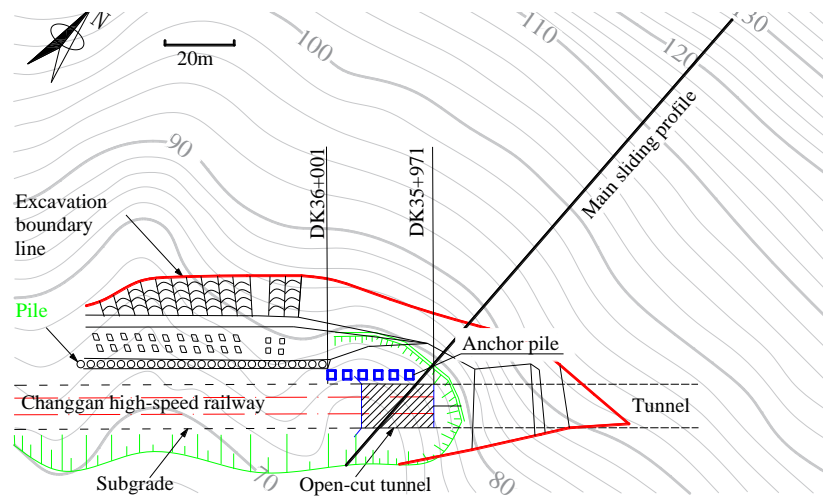 N
20m
100
110
120
130
90
DK36+001
DK35+971
Main sliding profile
Excavation
boundary
line
Pile
Anchor pile
Changgan high-speed railway
Tunnel
70
80
Subgrade
Open-cut tunnel